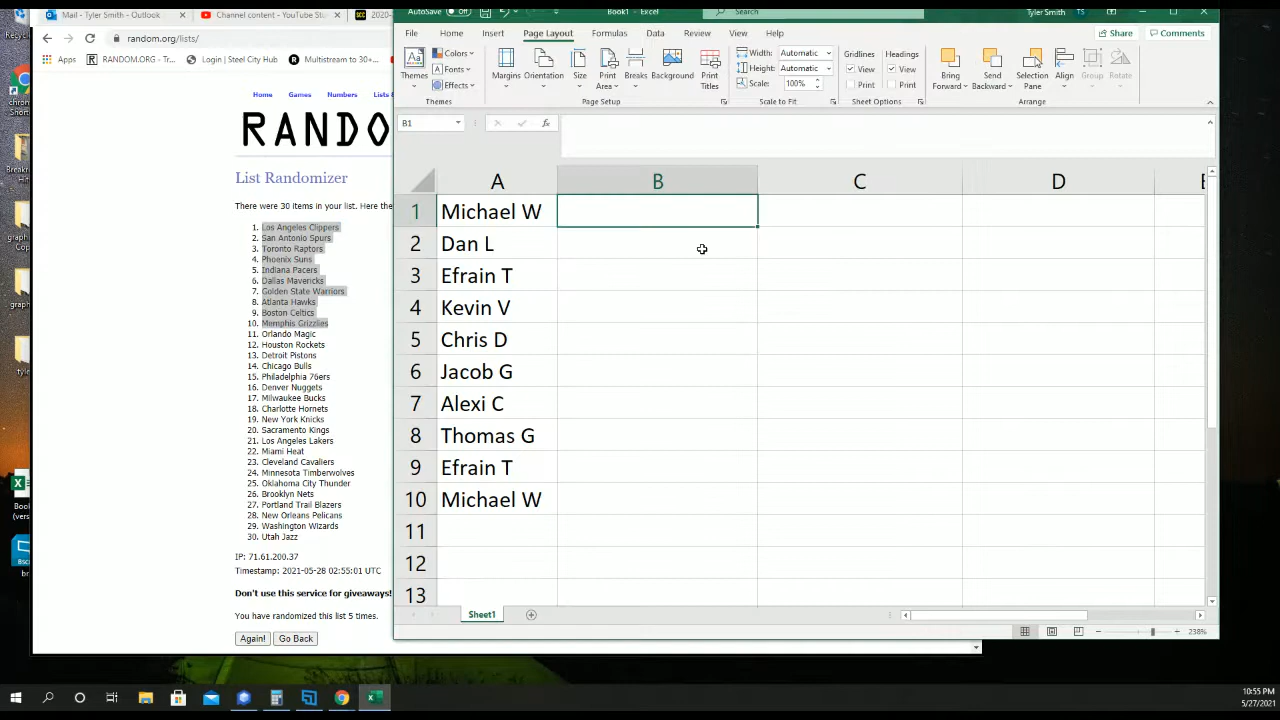 Mail - Tyler Smith - Outlook
Channel content - YouTube Stu
2020-
AutoSave Off
Book1 - Excel
Search
Tyler Smith TS
random.org/lists/
File Home Insert Page Layout Formulas Data Review View Help
Share Comments
Apps RANDOM.ORG - Tr... Login | Steel City Hub Multistream to 30+...
Themes
Colors
Fonts
Effects
Margins Orientation Size Print Area Breaks Background Print Titles
Width: Automatic
Height: Automatic
Scale: 100%
Gridlines Headings
View View
Print Print
Bring Forward Send Backward Selection Pane Align Group Rotate
Themes Page Setup Scale to Fit Sheet Options Arrange
Home Games Numbers Lists &
RANDO
B1
fx
List Randomizer
There were 30 items in your list. Here the
1. Los Angeles Clippers
2. San Antonio Spurs
3. Toronto Raptors
4. Phoenix Suns
5. Indiana Pacers
6. Dallas Mavericks
7. Golden State Warriors
8. Atlanta Hawks
9. Boston Celtics
10. Memphis Grizzlies
11. Orlando Magic
12. Houston Rockets
13. Detroit Pistons
14. Chicago Bulls
15. Philadelphia 76ers
16. Denver Nuggets
17. Milwaukee Bucks
18. Charlotte Hornets
19. New York Knicks
20. Sacramento Kings
21. Los Angeles Lakers
22. Miami Heat
23. Cleveland Cavaliers
24. Minnesota Timberwolves
25. Oklahoma City Thunder
26. Brooklyn Nets
27. Portland Trail Blazers
28. New Orleans Pelicans
29. Washington Wizards
30. Utah Jazz
IP: 71.61.200.37
Timestamp: 2021-05-28 02:55:01 UTC
Don't use this service for giveaways!
You have randomized this list 5 times.
Again! Go Back
A B C D E
1 Michael W
2 Dan L
3 Efrain T
4 Kevin V
5 Chris D
6 Jacob G
7 Alexi C
8 Thomas G
9 Efrain T
10 Michael W
11
12
13
Sheet1
238%
10:55 PM
5/27/2021